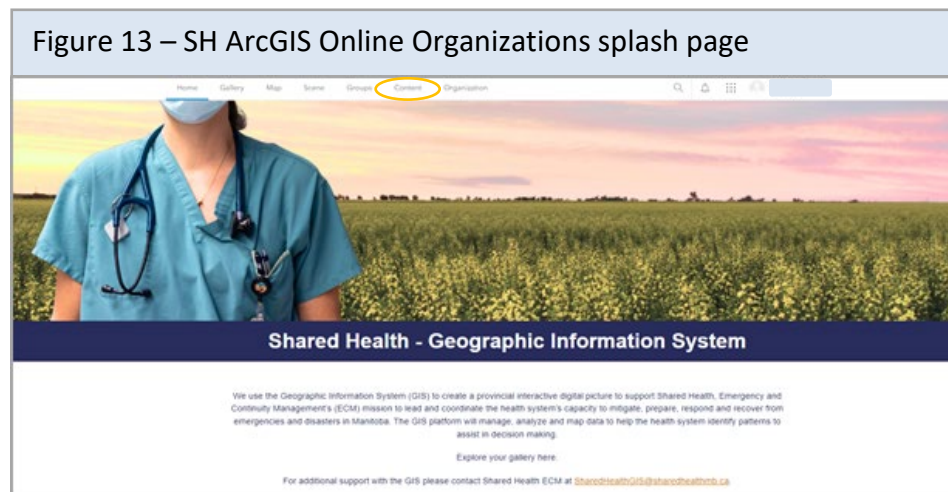 Figure 13 – SH ArcGIS Online Organizations splash page
Home Gallery Map Scene Groups Content Organization
Shared Health - Geographic Information System
We use the Geographic Information System (GIS) to create a provincial interactive digital picture to support Shared Health, Emergency and
Continuity Management's (ECM) mission to lead and coordinate the health system's capacity to mitigate, prepare, respond and recover from
emergencies and disasters in Manitoba. The GIS platform will manage, analyze and map data to help the health system identify patterns to
assist in decision making.
Explore your gallery here.
For additional support with the GIS please contact Shared Health ECM at SharedHealthGIS@sharedhealthmb.ca.